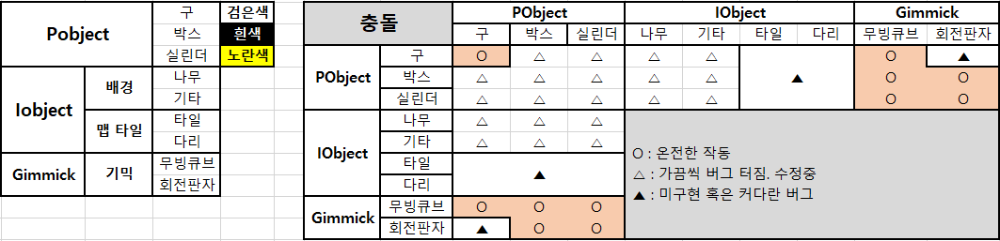 Pobject 구 검은색
박스 흰색
실린더 노란색
Iobject 배경 나무
기타
맵 타일 타일
다리
Gimmick 기믹 무빙큐브
회전판자
충돌 PObject IObject Gimmick
구 박스 실린더 나무 기타 타일 다리 무빙큐브 회전판자
PObject 구 O △ △ △ △ ▲ O ▲
박스 △ △ △ △ △ O O
실린더 △ △ △ △ △ O O
IObject 나무 △ △ △
기타 △ △ △
타일 ▲
다리
Gimmick 무빙큐브 O O O
회전판자 ▲ O O
O : 온전한 작동
△ : 가끔씩 버그 터짐. 수정중
▲ : 미구현 혹은 커다란 버그